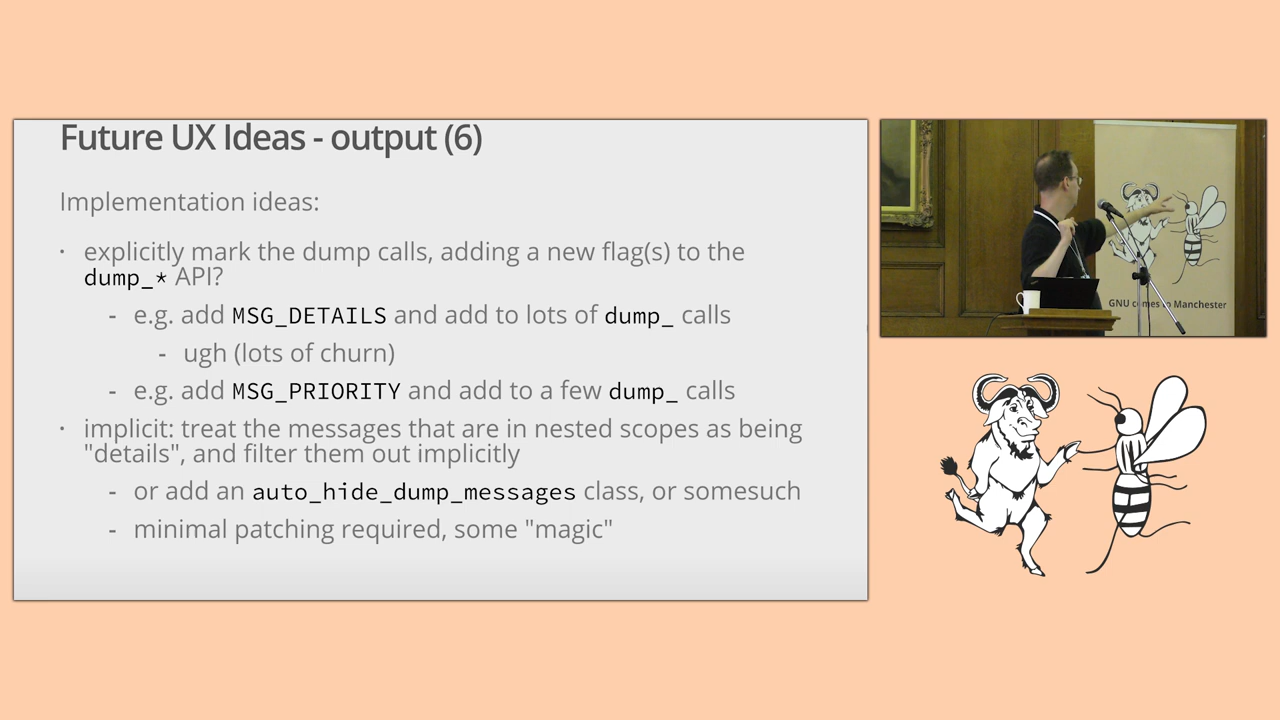 Future UX Ideas - output (6)
Implementation ideas:
· explicitly mark the dump calls, adding a new flag(s) to the
dump_* API?
- e.g. add MSG_DETAILS and add to lots of dump_ calls
- ugh (lots of churn)
- e.g. add MSG_PRIORITY and add to a few dump_ calls
· implicit: treat the messages that are in nested scopes as being
"details", and filter them out implicitly
- or add an auto_hide_dump_messages class, or somesuch
- minimal patching required, some "magic"
GNU comes to Manchester